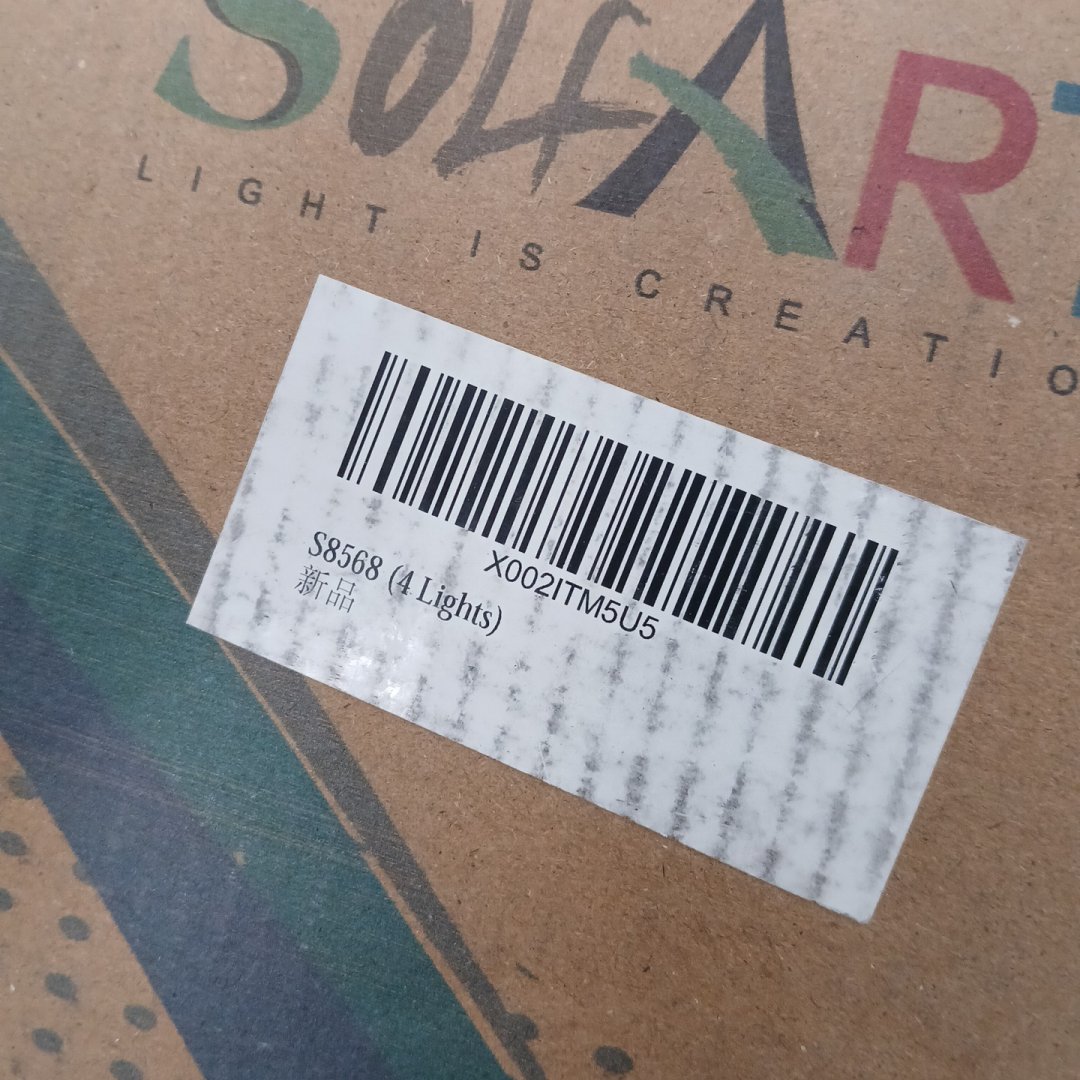 SOLFART
LIGHT IS CREATIO
X002ITM5U5
S8568 (4 Lights)
新品